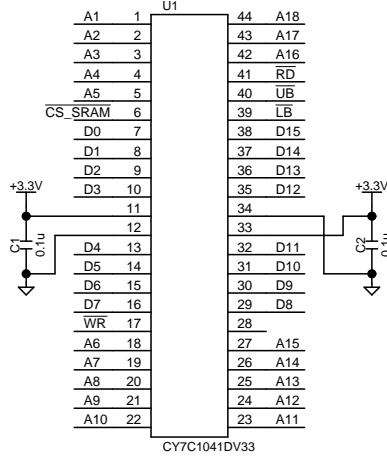 U1
A1 1 44 A18
A2 2 43 A17
A3 3 42 A16
A4 4 41 RD
A5 5 40 UB
CS_SRAM 6 39 LB
D0 7 38 D15
D1 8 37 D14
D2 9 36 D13
D3 10 35 D12
+3.3V 11 34 +3.3V
12 33
C1 0.1u
C2 0.1u
D4 13 32 D11
D5 14 31 D10
D6 15 30 D9
D7 16 29 D8
WR 17 28
A6 18 27 A15
A7 19 26 A14
A8 20 25 A13
A9 21 24 A12
A10 22 23 A11
CY7C1041DV33